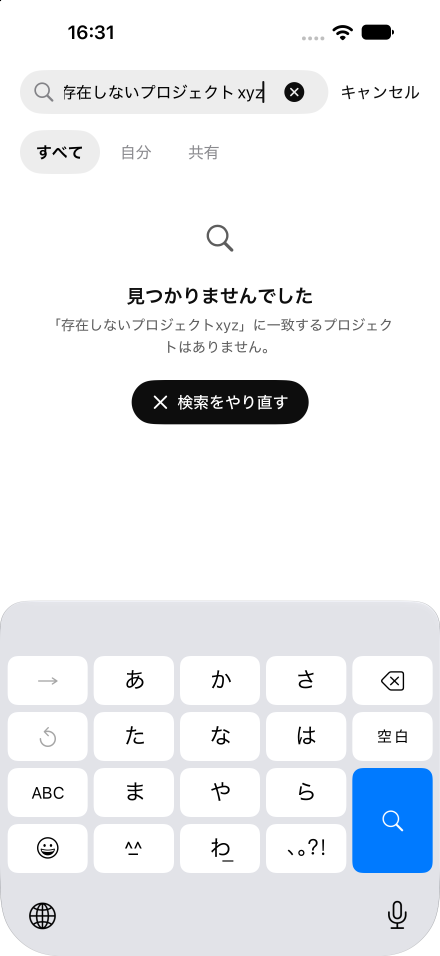 16:31
存在しないプロジェクト xyz
キャンセル
すべて 自分 共有
見つかりませんでした
「存在しないプロジェクトxyz」に一致するプロジェク
トはありません。
検索をやり直す
→ あ か さ
た な は 空白
ABC ま や ら
^^ わ_ 、。?!